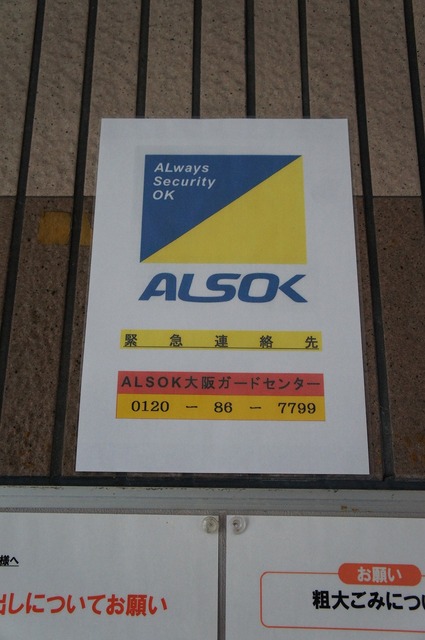 ALways
Security
OK
ALSOK
緊急連絡先
ALSOK大阪ガードセンター
0120 － 86 － 7799
様へ
出しについてお願い
お願い
粗大ごみについ